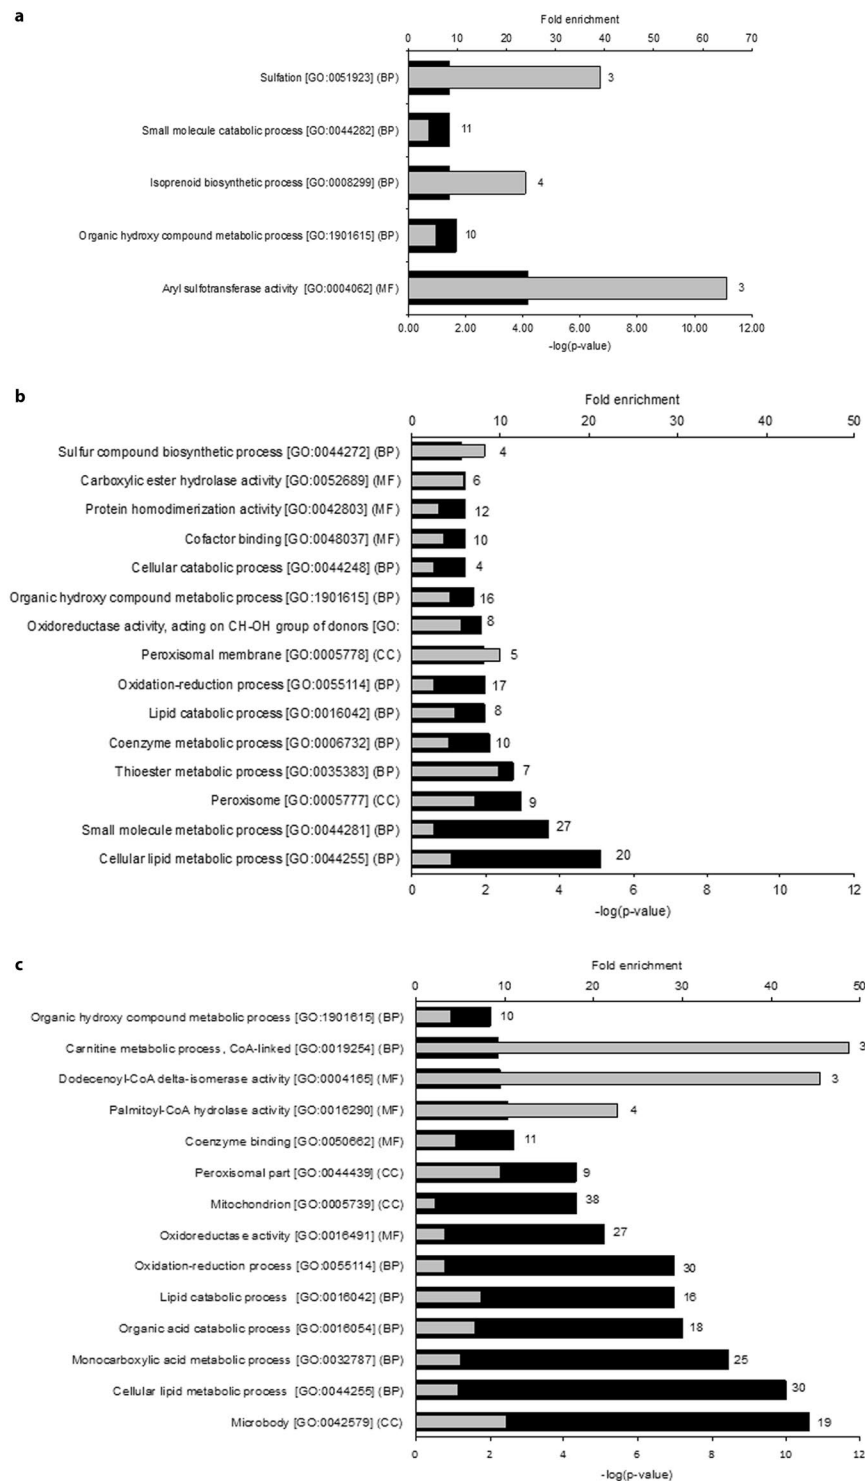 a
Fold enrichment
0 10 20 30 40 50 60 70
Sulfation [GO:0051923] (BP) 3
Small molecule catabolic process [GO:0044282] (BP) 11
Isoprenoid biosynthetic process [GO:0008299] (BP) 4
Organic hydroxy compound metabolic process [GO:1901615] (BP) 10
Aryl sulfotransferase activity [GO:0004062] (MF) 3
0.00 2.00 4.00 6.00 8.00 10.00 12.00
-log(p-value)
b
Fold enrichment
0 10 20 30 40 50
Sulfur compound biosynthetic process [GO:0044272] (BP) 4
Carboxylic ester hydrolase activity [GO:0052689] (MF) 6
Protein homodimerization activity [GO:0042803] (MF) 12
Cofactor binding [GO:0048037] (MF) 10
Cellular catabolic process [GO:0044248] (BP) 4
Organic hydroxy compound metabolic process [GO:1901615] (BP) 16
Oxidoreductase activity, acting on CH-OH group of donors [GO: 8
Peroxisomal membrane [GO:0005778] (CC) 5
Oxidation-reduction process [GO:0055114] (BP) 17
Lipid catabolic process [GO:0016042] (BP) 8
Coenzyme metabolic process [GO:0006732] (BP) 10
Thioester metabolic process [GO:0035383] (BP) 7
Peroxisome [GO:0005777] (CC) 9
Small molecule metabolic process [GO:0044281] (BP) 27
Cellular lipid metabolic process [GO:0044255] (BP) 20
0 2 4 6 8 10 12
-log(p-value)
c
Fold enrichment
0 10 20 30 40 50
Organic hydroxy compound metabolic process [GO:1901615] (BP) 10
Carnitine metabolic process, CoA-linked [GO:0019254] (BP) 3
Dodecenoyl-CoA delta-isomerase activity [GO:0004165] (MF) 3
Palmitoyl-CoA hydrolase activity [GO:0016290] (MF) 4
Coenzyme binding [GO:0050662] (MF) 11
Peroxisomal part [GO:0044439] (CC) 9
Mitochondrion [GO:0005739] (CC) 38
Oxidoreductase activity [GO:0016491] (MF) 27
Oxidation-reduction process [GO:0055114] (BP) 30
Lipid catabolic process [GO:0016042] (BP) 16
Organic acid catabolic process [GO:0016054] (BP) 18
Monocarboxylic acid metabolic process [GO:0032787] (BP) 25
Cellular lipid metabolic process [GO:0044255] (BP) 30
Microbody [GO:0042579] (CC) 19
0 2 4 6 8 10 12
-log(p-value)